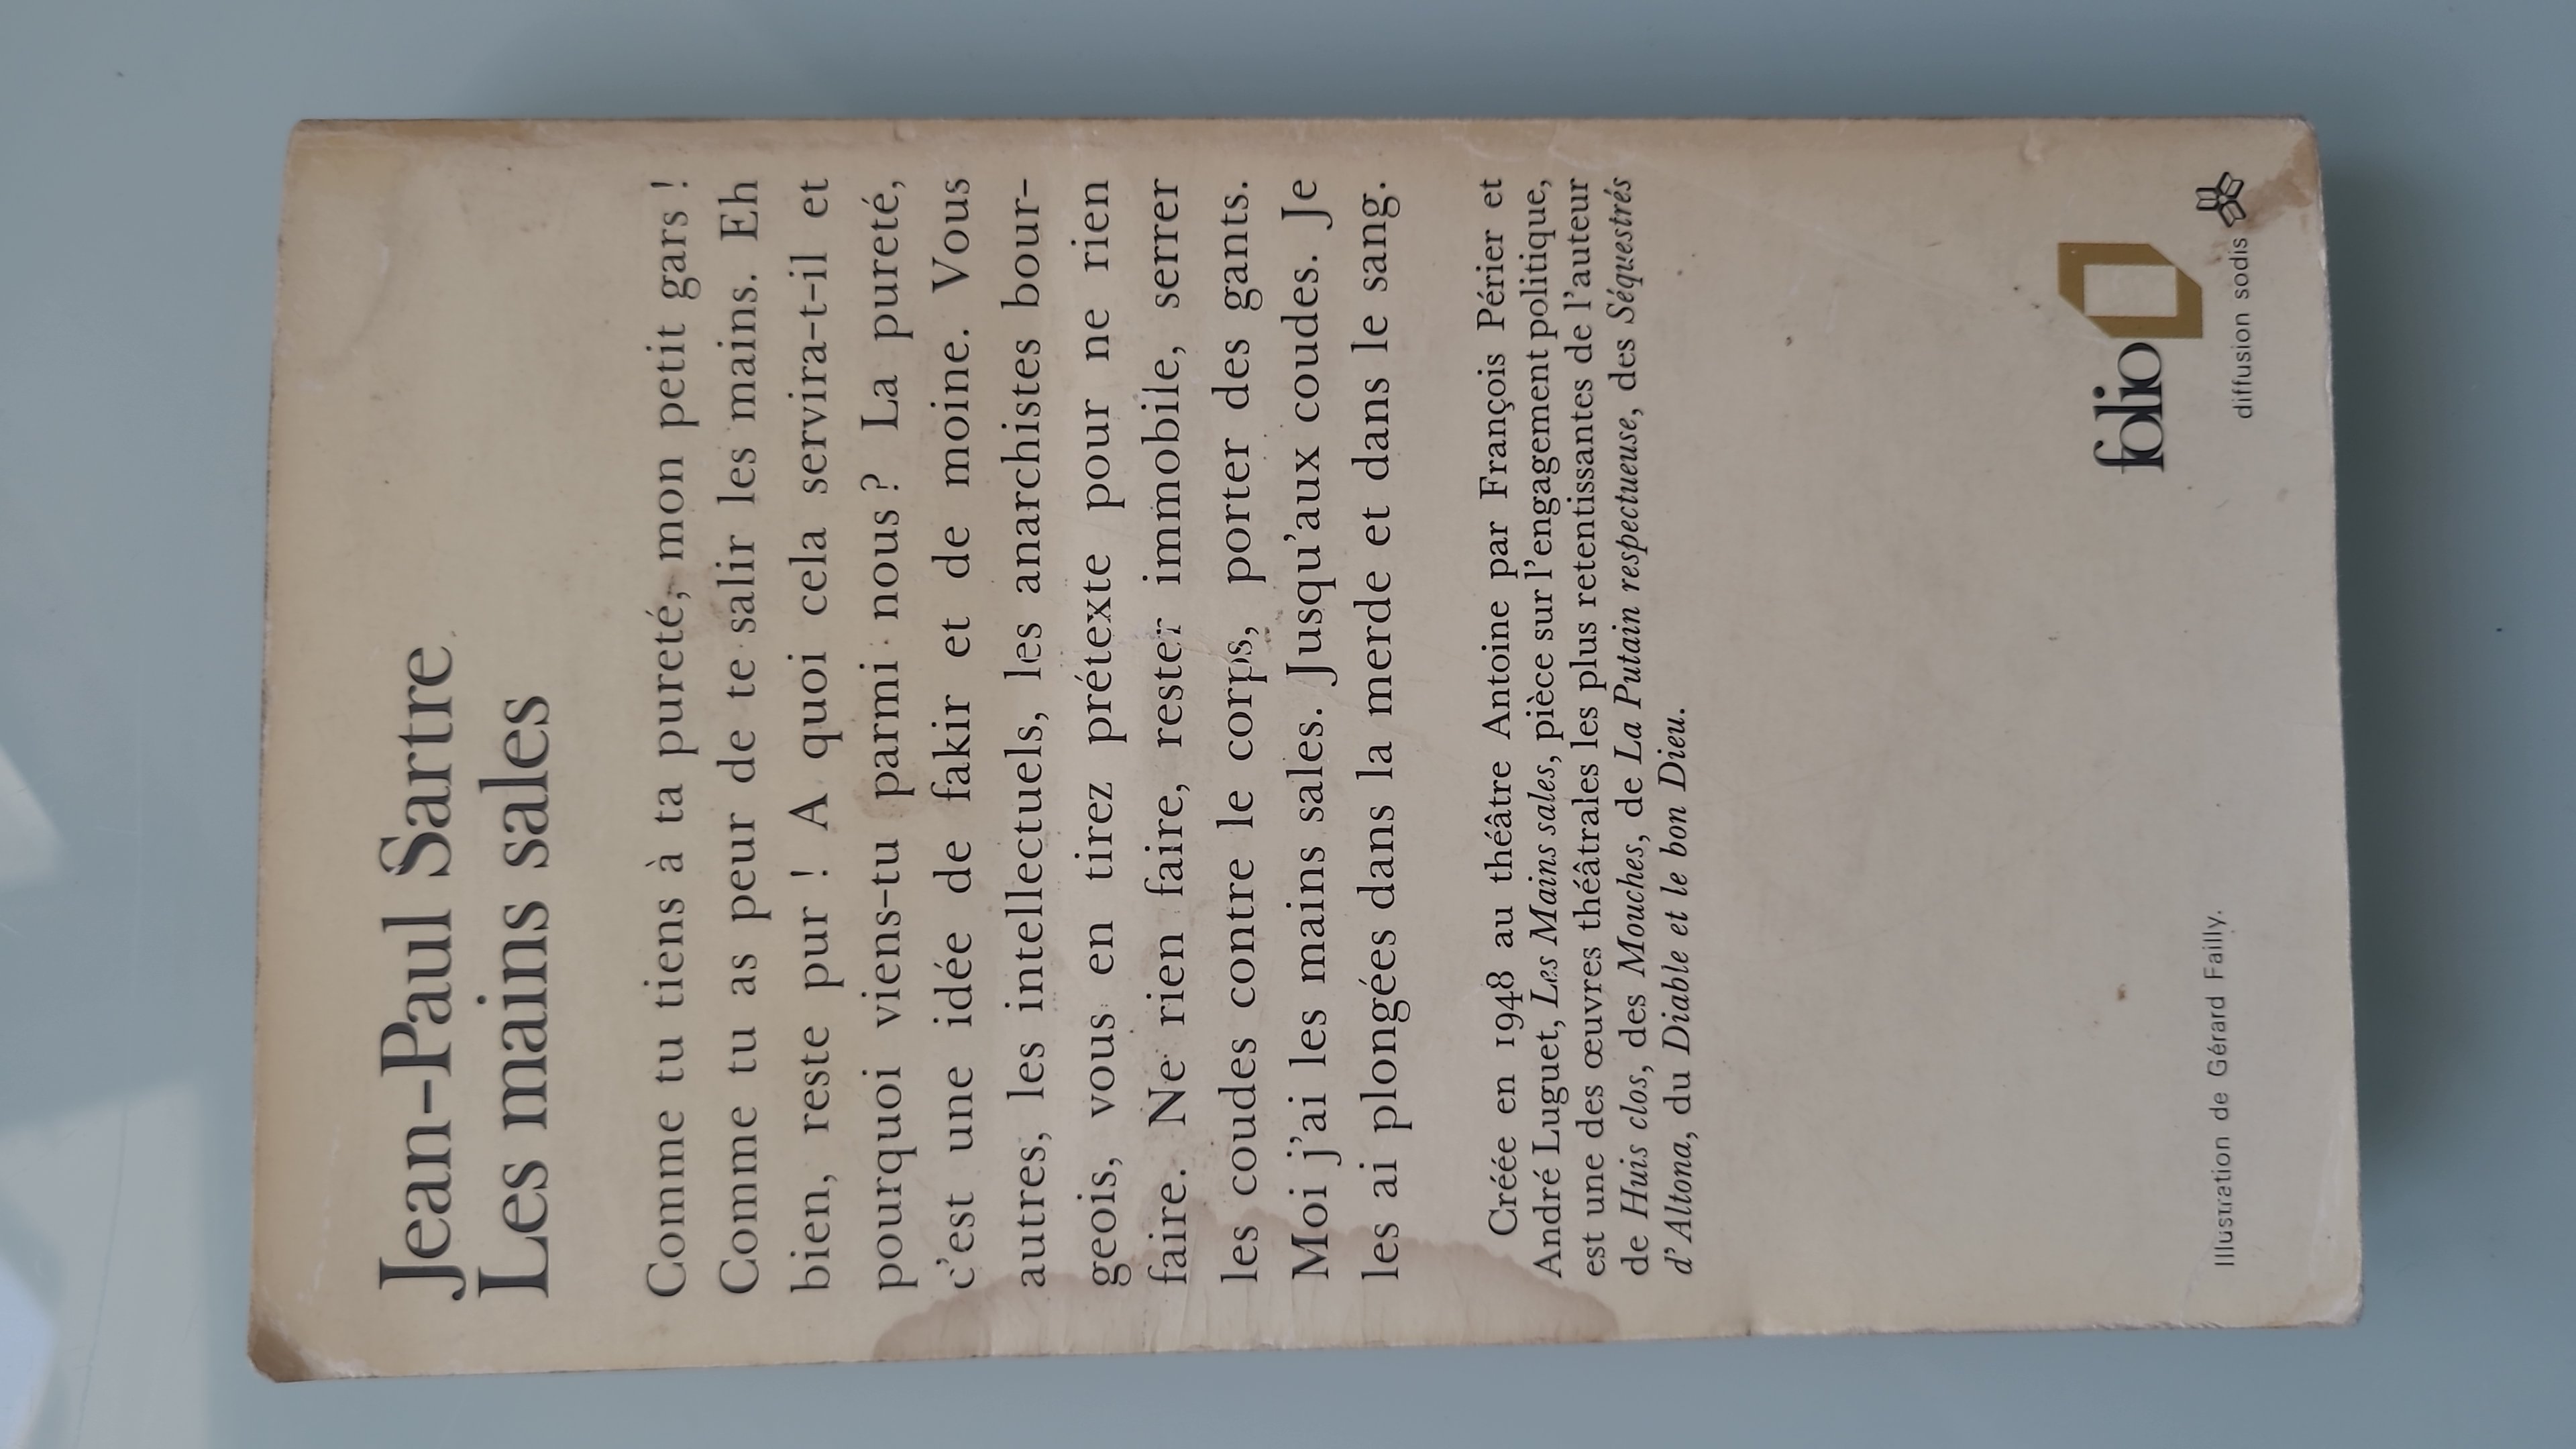 Jean-Paul Sartre
Les mains sales
Comme tu tiens à ta pureté, mon petit gars !
Comme tu as peur de te salir les mains. Eh
bien, reste pur ! A quoi cela servira-t-il et
pourquoi viens-tu parmi nous ? La pureté,
c'est une idée de fakir et de moine. Vous
autres, les intellectuels, les anarchistes bour-
geois, vous en tirez prétexte pour ne rien
faire. Ne rien faire, rester immobile, serrer
les coudes contre le corps, porter des gants.
Moi j'ai les mains sales. Jusqu'aux coudes. Je
les ai plongées dans la merde et dans le sang.
Créée en 1948 au théâtre Antoine par François Périer et
André Luguet, Les Mains sales, pièce sur l'engagement politique,
est une des œuvres théâtrales les plus retentissantes de l'auteur
de Huis clos, des Mouches, de La Putain respectueuse, des Séquestrés
d'Altona, du Diable et le bon Dieu.
folio
Illustration de Gérard Failly.
diffusion sodis